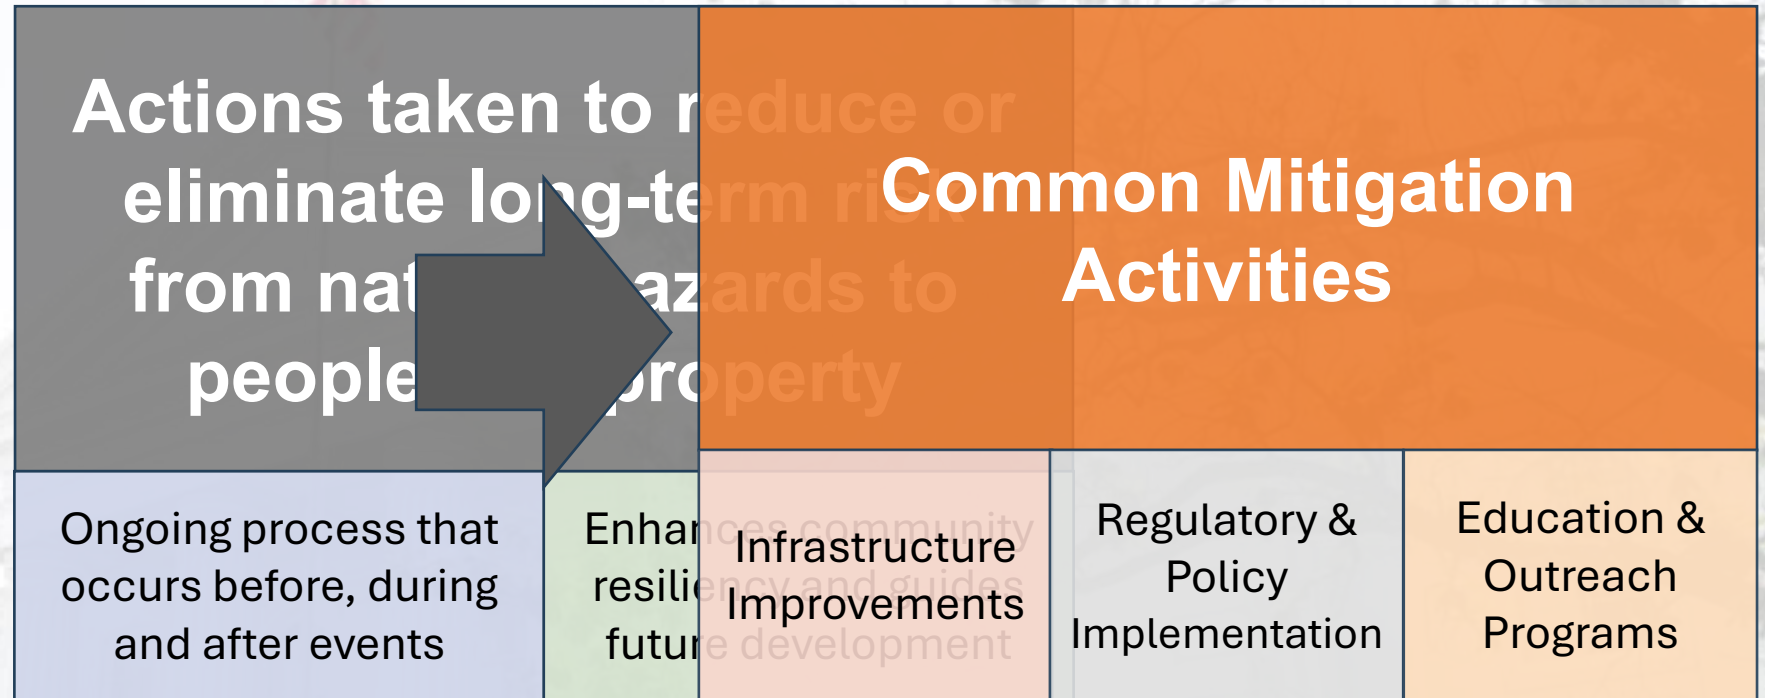 Actions taken to reduce or
eliminate long-term risk
from nat azards to
people property
Common Mitigation
Activities
Ongoing process that
occurs before, during
and after events
Enhances community
resiliency and guides
future development
Infrastructure
Improvements
Regulatory &
Policy
Implementation
Education &
Outreach
Programs